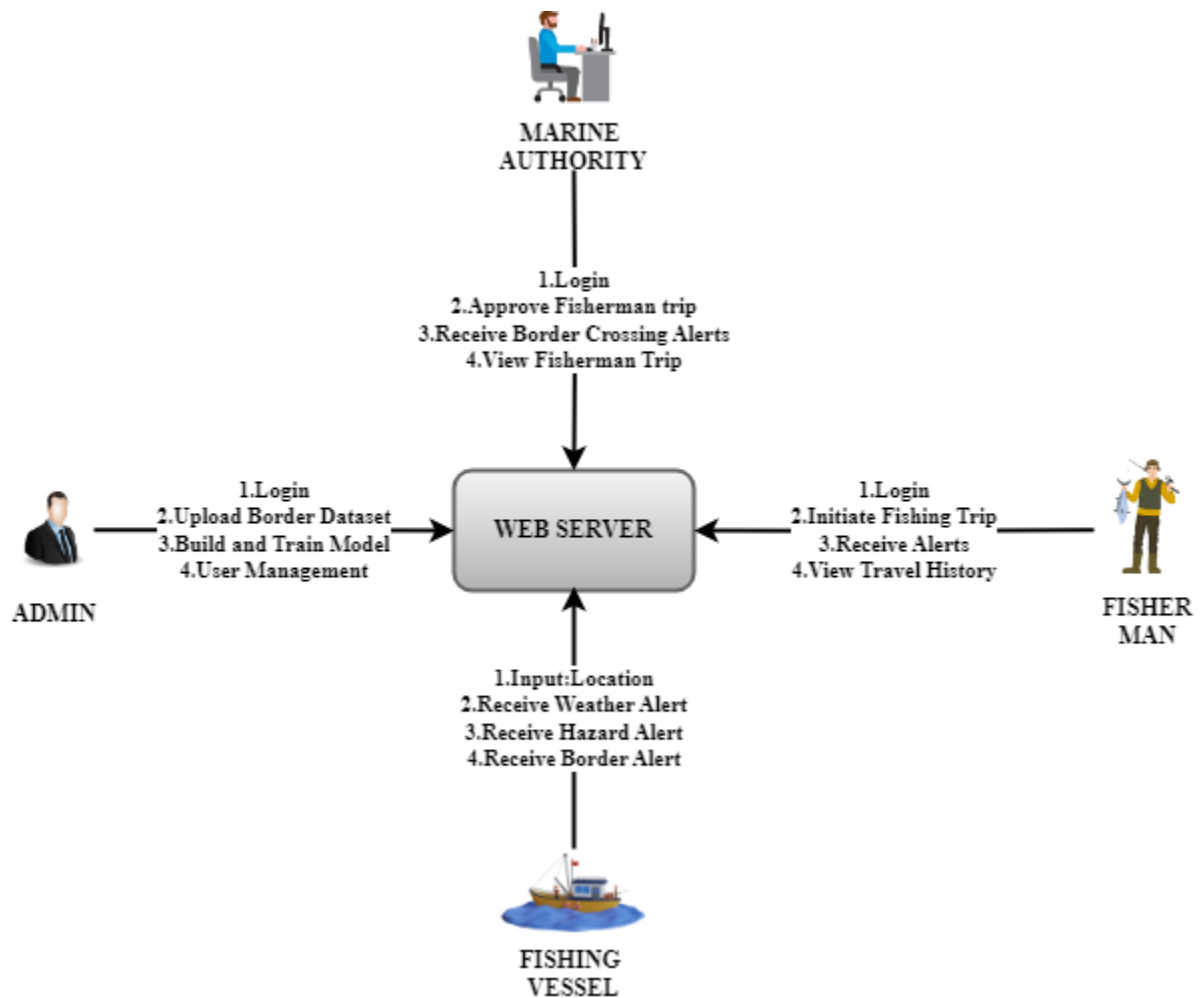 MARINE
AUTHORITY
1.Login
2.Approve Fisherman trip
3.Receive Border Crossing Alerts
4.View Fisherman Trip
1.Login
2.Upload Border Dataset
3.Build and Train Model
4.User Management
ADMIN
WEB SERVER
1.Login
2.Initiate Fishing Trip
3.Receive Alerts
4.View Travel History
FISHER
MAN
1.Input:Location
2.Receive Weather Alert
3.Receive Hazard Alert
4.Receive Border Alert
FISHING
VESSEL